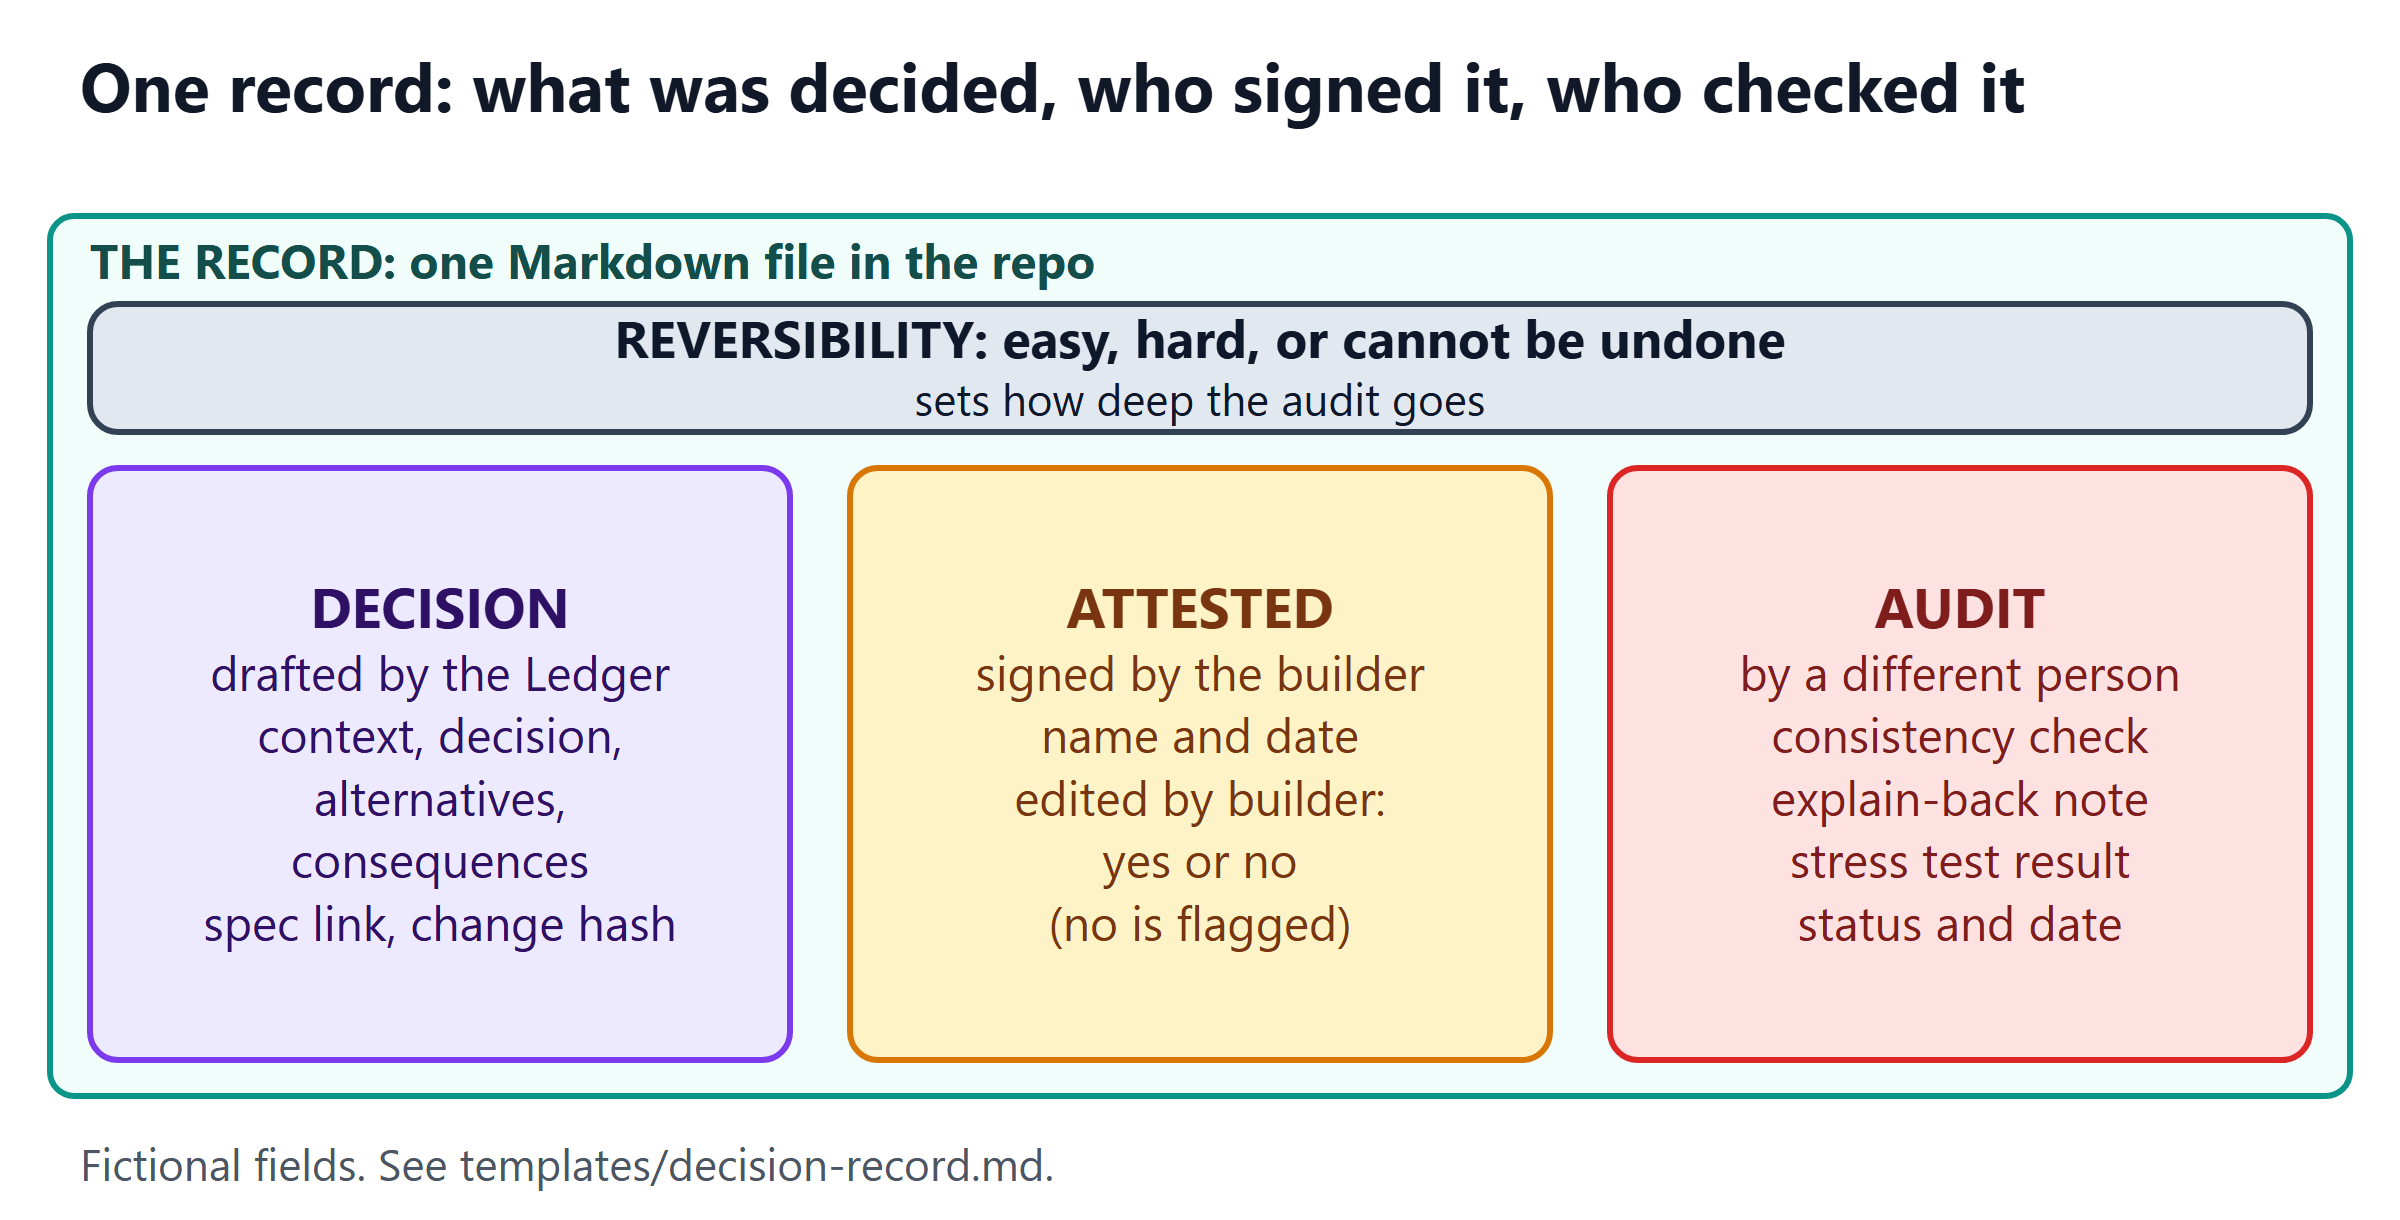 One record: what was decided, who signed it, who checked it
THE RECORD: one Markdown file in the repo
REVERSIBILITY: easy, hard, or cannot be undone
sets how deep the audit goes
DECISION
drafted by the Ledger
context, decision,
alternatives,
consequences
spec link, change hash
ATTESTED
signed by the builder
name and date
edited by builder:
yes or no
(no is flagged)
AUDIT
by a different person
consistency check
explain-back note
stress test result
status and date
Fictional fields. See templates/decision-record.md.